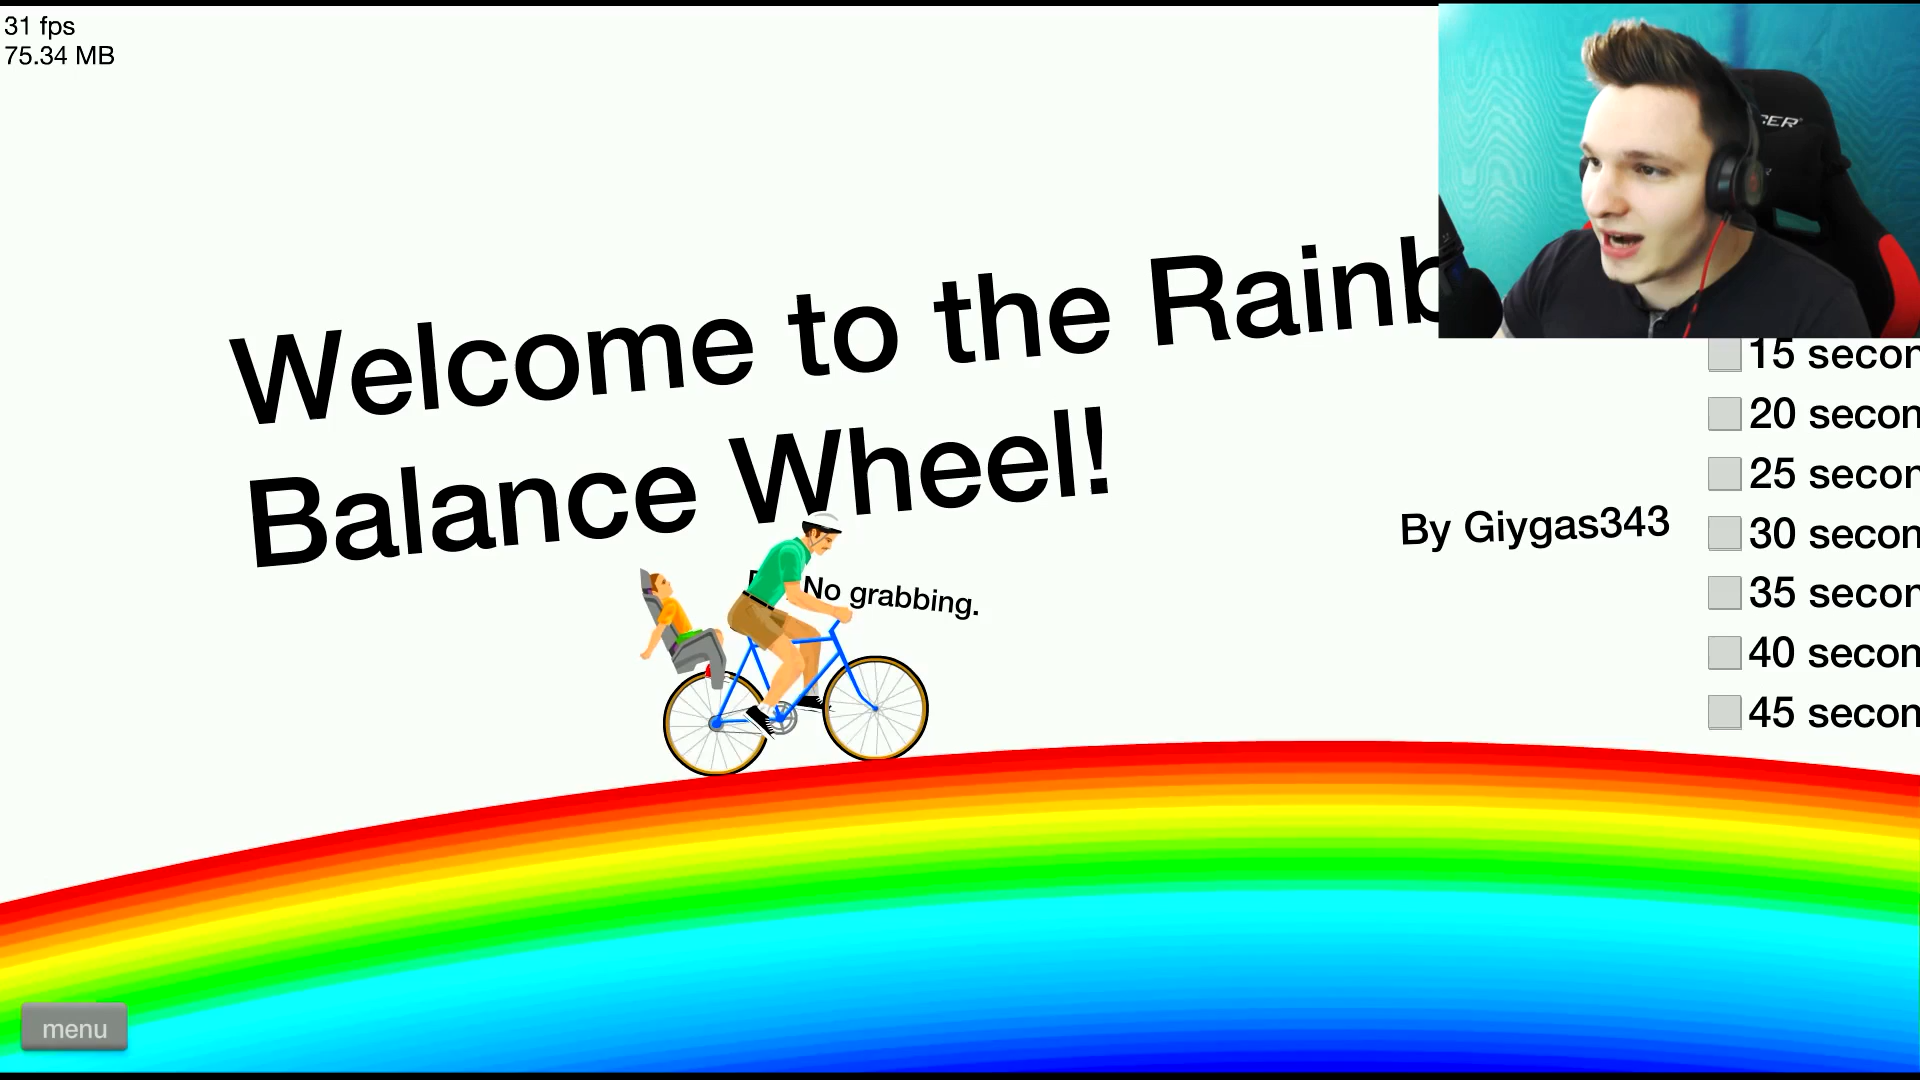 31 fps
75.34 MB
Welcome to the Rainb
Balance Wheel!
By Giygas343
No grabbing.
15 secon
20 secon
25 secon
30 secon
35 secon
40 secon
45 secon
menu